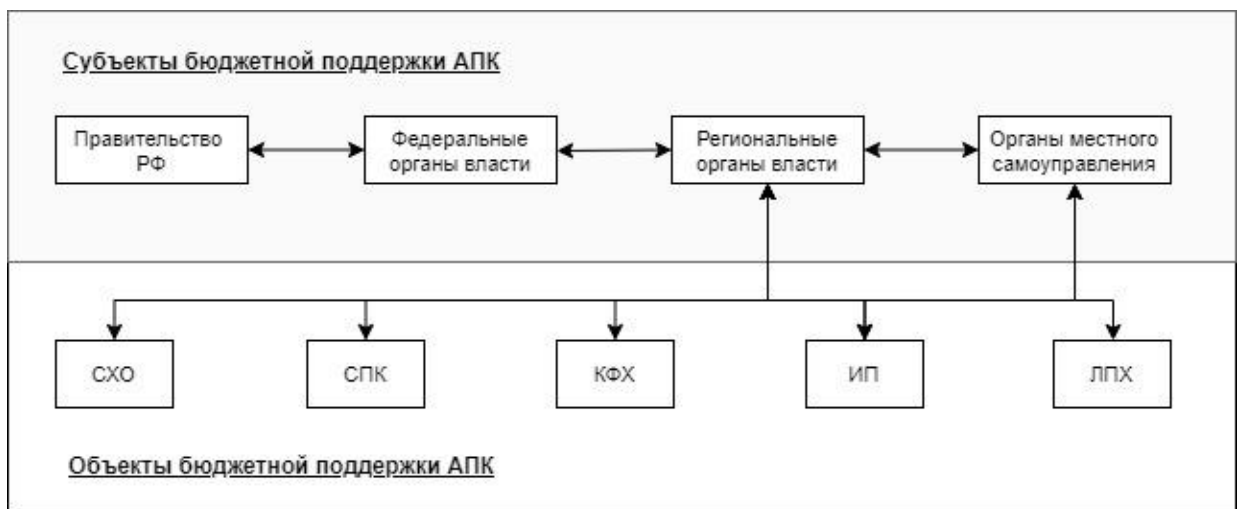 Субъекты бюджетной поддержки АПК
Правительство
РФ
Федеральные
органы власти
Региональные
органы власти
Органы местного
самоуправления
СХО
СПК
КФХ
ИП
ЛПХ
Объекты бюджетной поддержки АПК